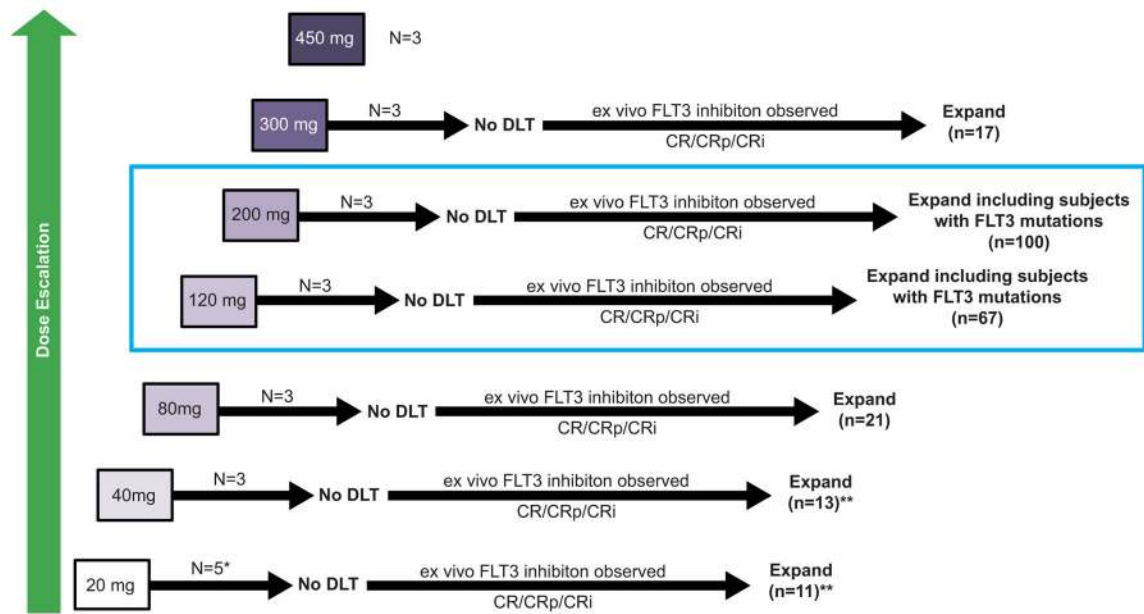 Dose Escalation
450 mg
N=3
300 mg
N=3
No DLT
ex vivo FLT3 inhibiton observed
CR/CRp/CRi
Expand
(n=17)
200 mg
N=3
No DLT
ex vivo FLT3 inhibiton observed
CR/CRp/CRi
Expand including subjects
with FLT3 mutations
(n=100)
120 mg
N=3
No DLT
ex vivo FLT3 inhibiton observed
CR/CRp/CRi
Expand including subjects
with FLT3 mutations
(n=67)
80mg
N=3
No DLT
ex vivo FLT3 inhibiton observed
CR/CRp/CRi
Expand
(n=21)
40mg
N=3
No DLT
ex vivo FLT3 inhibiton observed
CR/CRp/CRi
Expand
(n=13)**
20 mg
N=5*
No DLT
ex vivo FLT3 inhibiton observed
CR/CRp/CRi
Expand
(n=11)**